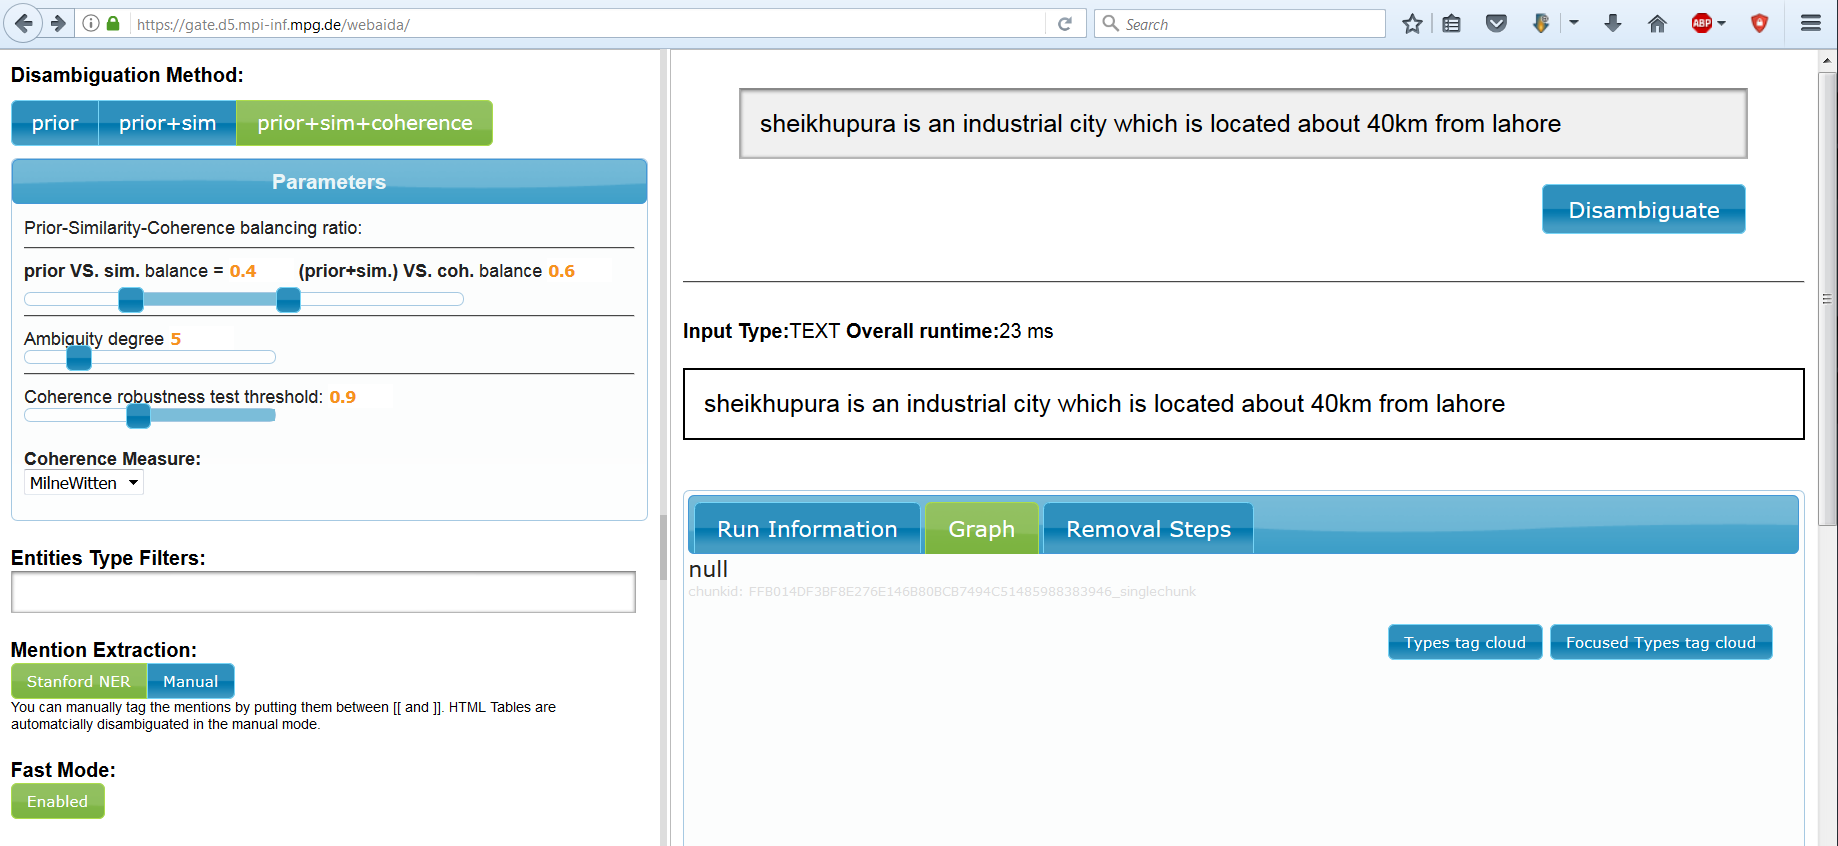 https://gate.d5.mpi-inf.mpg.de/webaida/
Search
ABP
Disambiguation Method:
prior prior+sim prior+sim+coherence
Parameters
Prior-Similarity-Coherence balancing ratio:
prior VS. sim. balance = 0.4 (prior+sim.) VS. coh. balance 0.6
Ambiguity degree 5
Coherence robustness test threshold: 0.9
Coherence Measure:
MilneWitten
Entities Type Filters:
Mention Extraction:
Stanford NER Manual
You can manually tag the mentions by putting them between [[ and ]]. HTML Tables are
automatcially disambiguated in the manual mode.
Fast Mode:
Enabled
sheikhupura is an industrial city which is located about 40km from lahore
Disambiguate
Input Type:TEXT Overall runtime:23 ms
sheikhupura is an industrial city which is located about 40km from lahore
Run Information Graph Removal Steps
null
chunkid: FFB014DF3BF8E276E146B80BCB7494C51485988383946_singlechunk
Types tag cloud Focused Types tag cloud